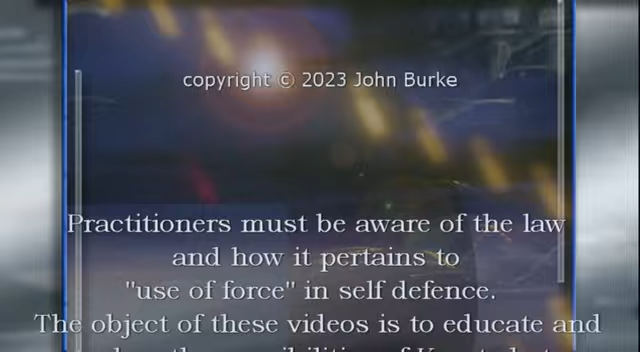 copyright © 2023 John Burke
Practitioners must be aware of the law
and how it pertains to
"use of force" in self defence.
The object of these videos is to educate and